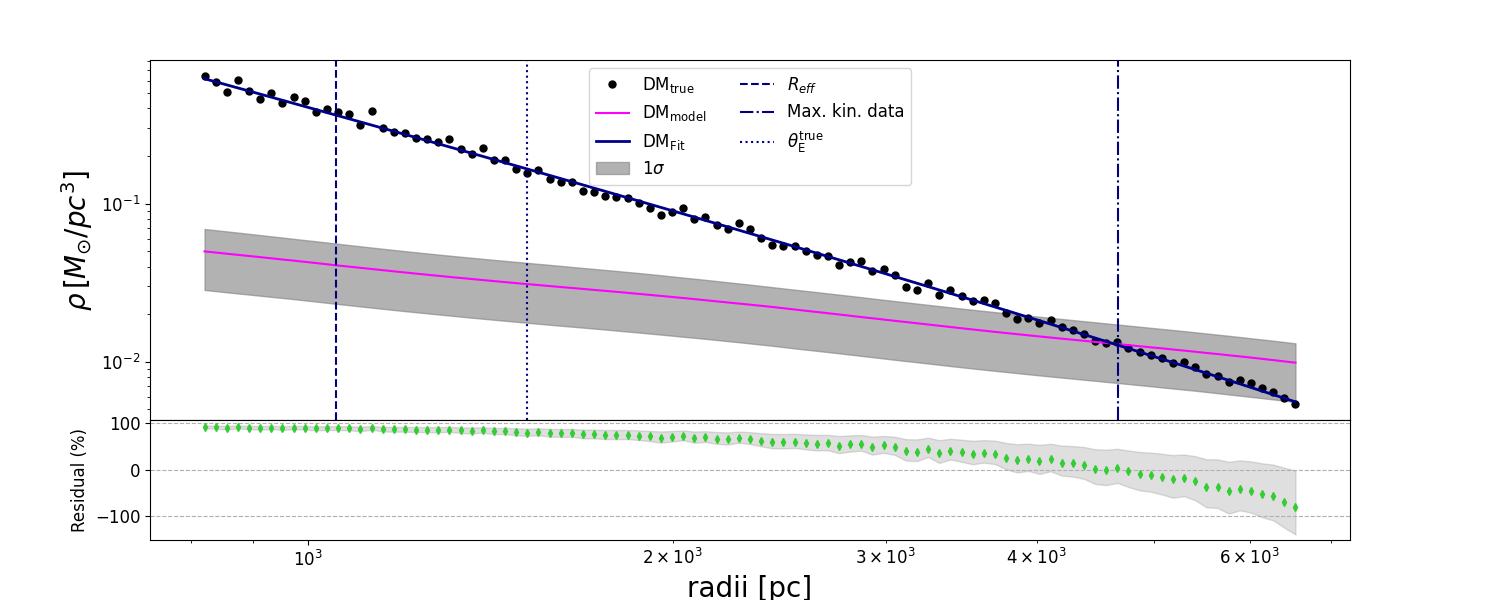 DM_true
DM_model
DM_Fit
1σ
R_eff
Max. kin. data
θ_E^true
ρ [M_⊙/pc^3]
10^−1
10^−2
Residual (%)
100
0
−100
10^3
2 × 10^3
3 × 10^3
4 × 10^3
6 × 10^3
radii [pc]